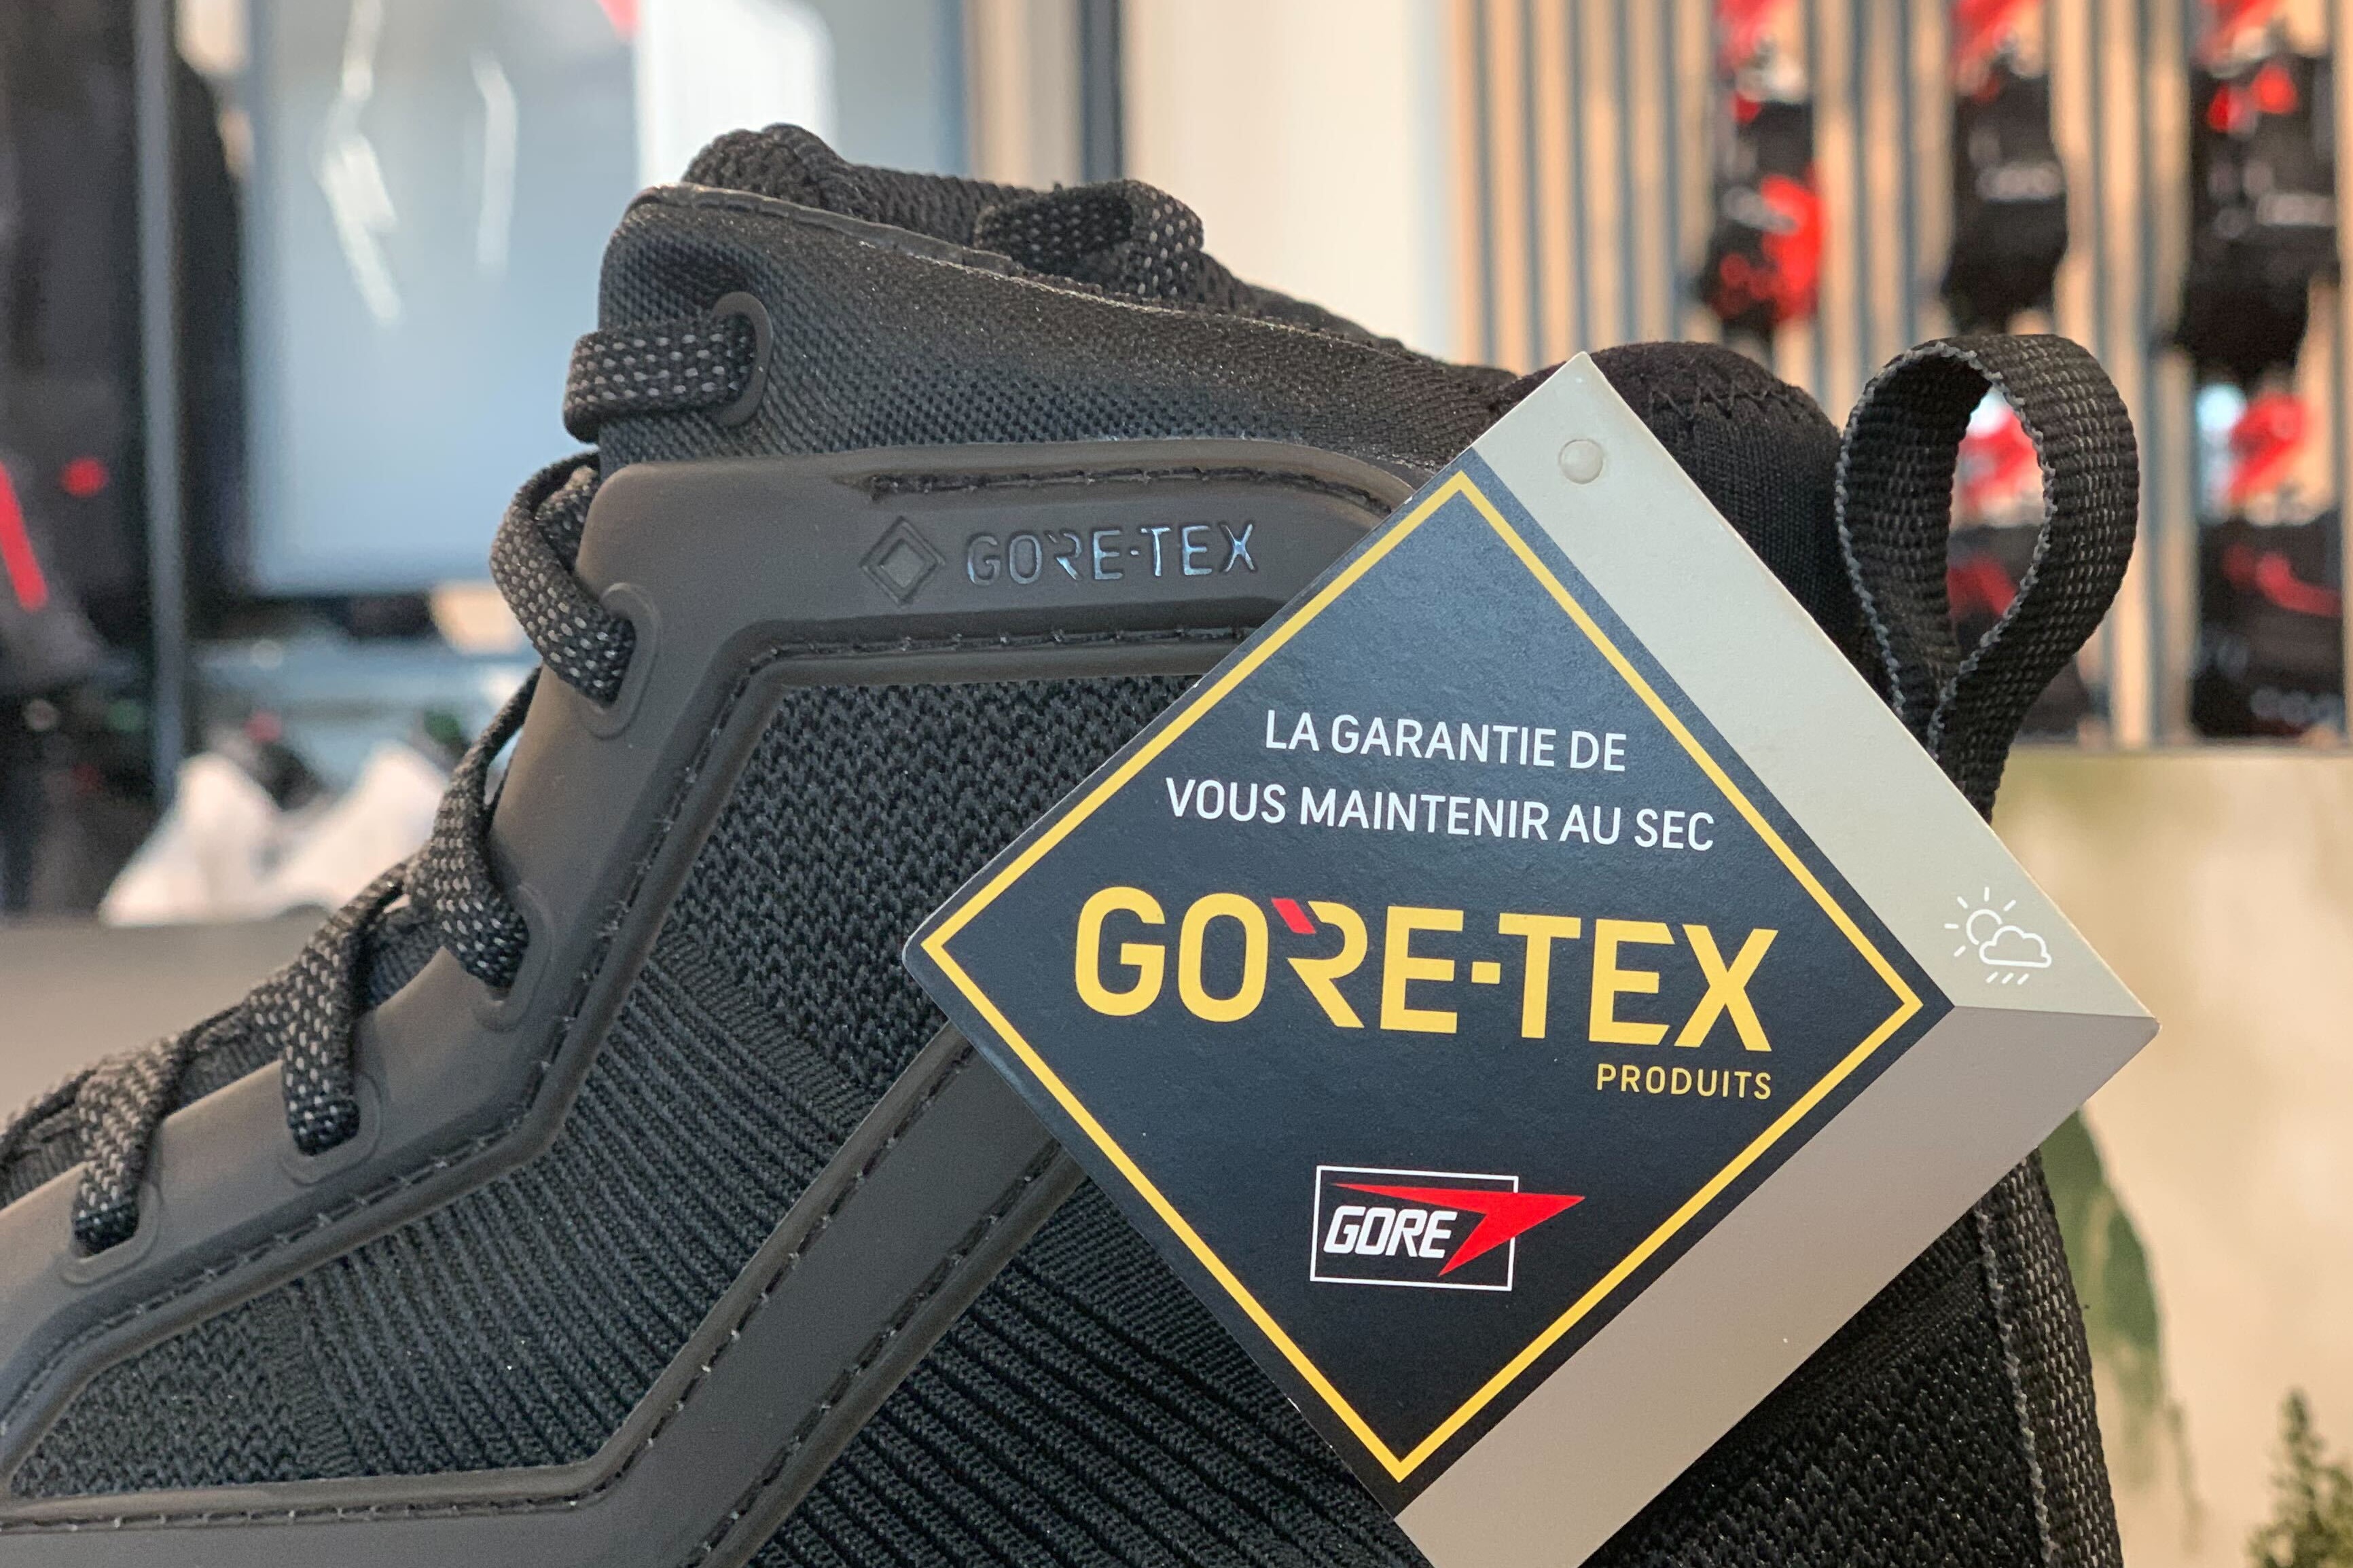 GORE-TEX
LA GARANTIE DE
VOUS MAINTENIR AU SEC
GORE-TEX
PRODUITS
GORE